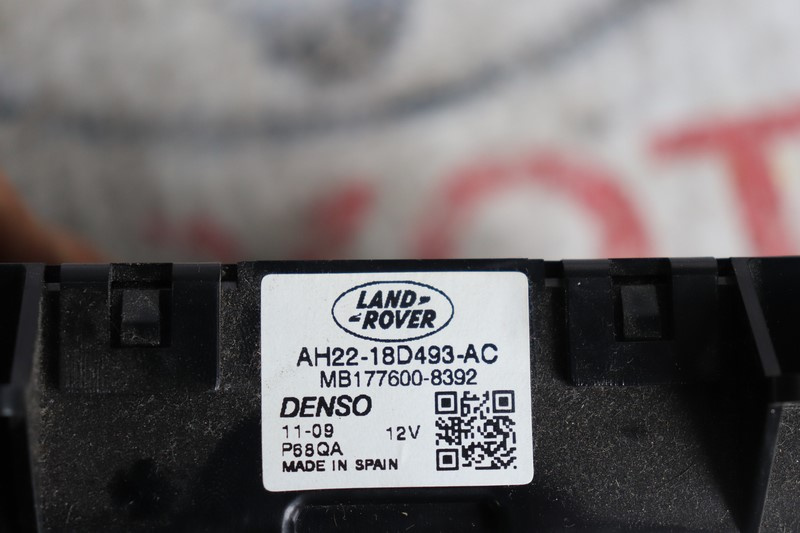 LAND-
-ROVER
AH22-18D493-AC
MB177600-8392
DENSO
11-09 12V
P68QA
MADE IN SPAIN